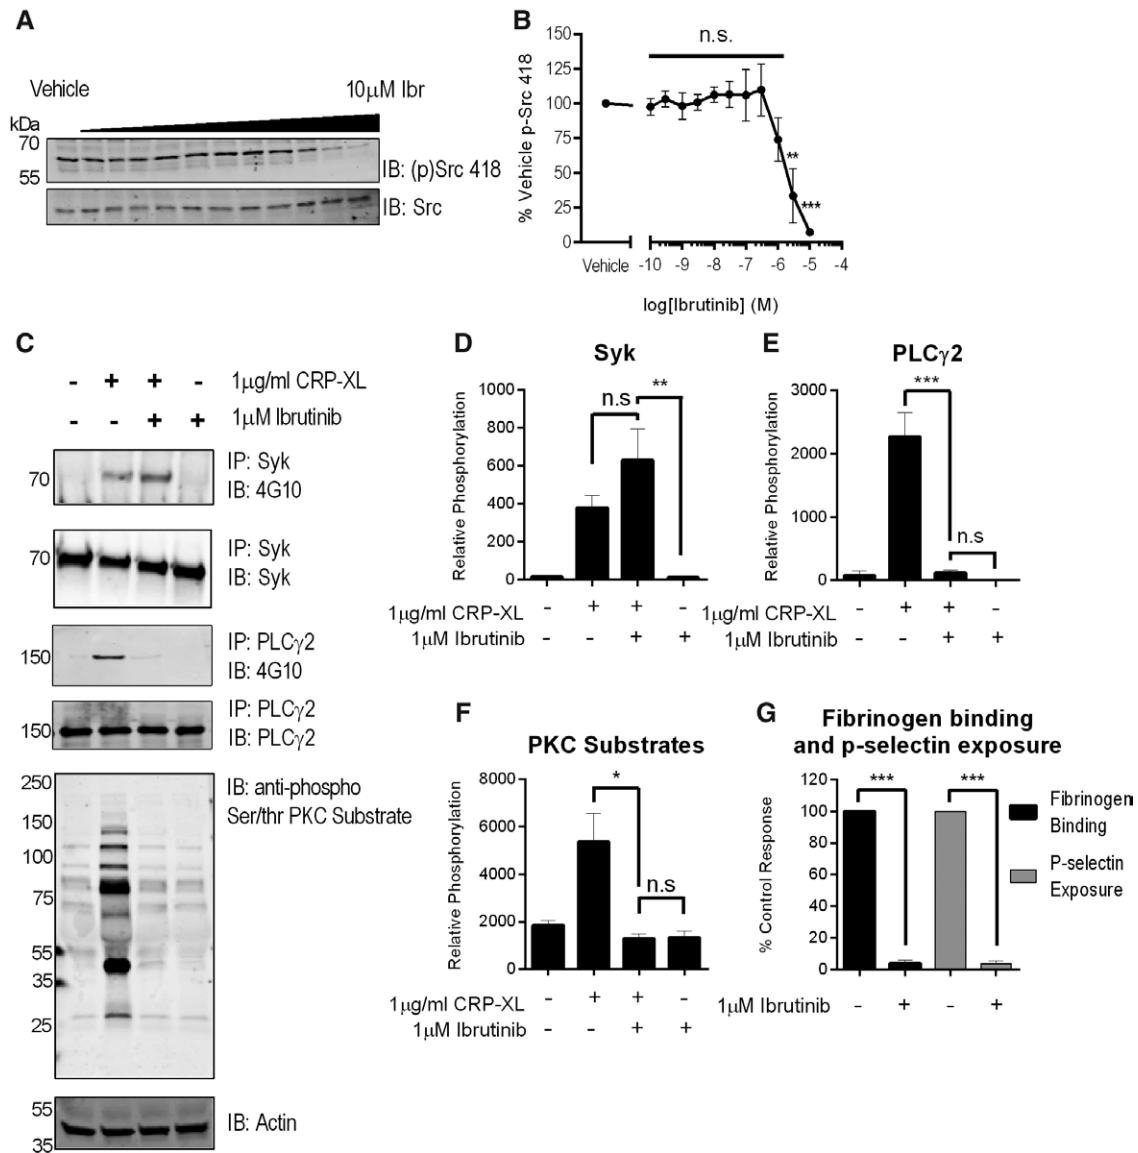 A
Vehicle
10µM Ibr
kDa
70
55
IB: (p)Src 418
IB: Src
B
% Vehicle p-Src 418
150
125
100
75
50
25
0
n.s.
**
***
Vehicle
-10 -9 -8 -7 -6 -5 -4
log[Ibrutinib] (M)
C
- + + - 1µg/ml CRP-XL
- - + + 1µM Ibrutinib
70
IP: Syk
IB: 4G10
70
IP: Syk
IB: Syk
150
IP: PLCγ2
IB: 4G10
150
IP: PLCγ2
IB: PLCγ2
250
150
100
75
55
35
25
IB: anti-phospho
Ser/thr PKC Substrate
55
35
IB: Actin
D
Syk
Relative Phosphorylation
1000
800
600
400
200
0
n.s
**
1µg/ml CRP-XL - + + -
1µM Ibrutinib - - + +
E
PLCγ2
Relative Phosphorylation
3000
2000
1000
0
***
n.s
1µg/ml CRP-XL - + + -
1µM Ibrutinib - - + +
F
PKC Substrates
Relative Phosphorylation
8000
6000
4000
2000
0
*
n.s
1µg/ml CRP-XL - + + -
1µM Ibrutinib - - + +
G
Fibrinogen binding
and p-selectin exposure
% Control Response
120
100
80
60
40
20
0
***
***
Fibrinogen
Binding
P-selectin
Exposure
1µM Ibrutinib - + - +